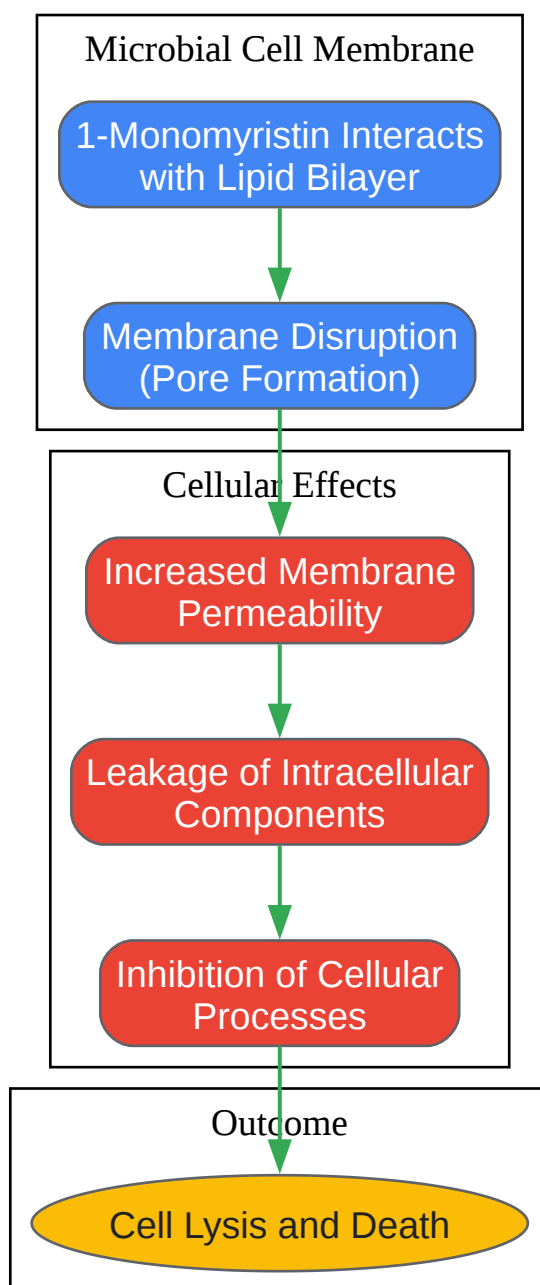 Microbial Cell Membrane
1-Monomyristin Interacts
with Lipid Bilayer
Membrane Disruption
(Pore Formation)
Cellular Effects
Increased Membrane
Permeability
Leakage of Intracellular
Components
Inhibition of Cellular
Processes
Outcome
Cell Lysis and Death